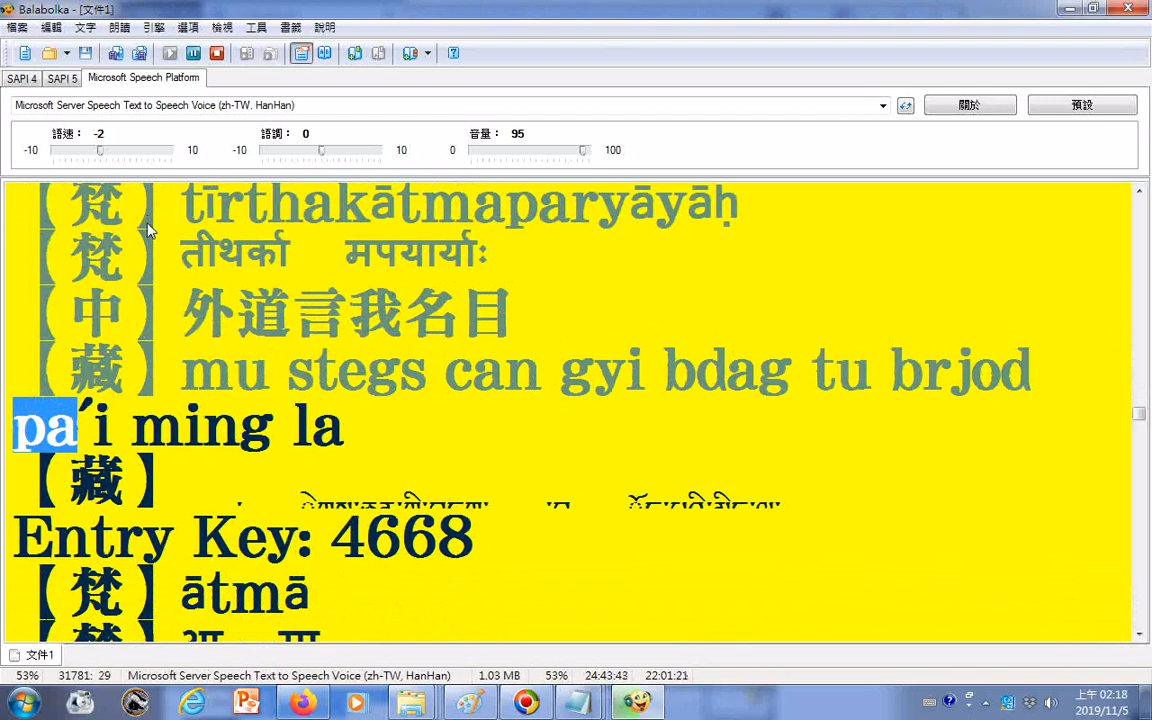 Balabolka - [文件1]
檔案 編輯 文字 朗讀 引擎 選項 檢視 工具 書籤 說明
SAPI 4 SAPI 5 Microsoft Speech Platform
Microsoft Server Speech Text to Speech Voice (zh-TW, HanHan) 關於 預設
語速： -2 語調： 0 音量： 95
-10 10 -10 10 0 100
【梵】 tīrthakātmaparyāyāḥ
【梵】 तीथर्का मपयार्याः
【中】 外道言我名目
【藏】 mu stegs can gyi bdag tu brjod
pa´i ming la
【藏】
Entry Key: 4668
【梵】 ātmā
文件1
53% 31781: 29 Microsoft Server Speech Text to Speech Voice (zh-TW, HanHan) 1.03 MB 53% 24:43:43 22:01:21
上午 02:18
2019/11/5